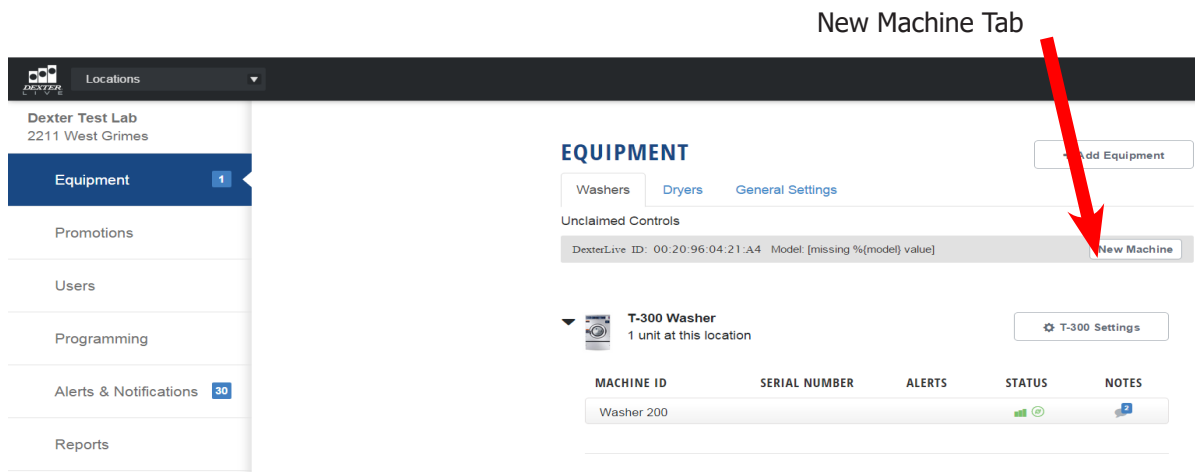 New Machine Tab
DEXTER
LIVE
Locations
Dexter Test Lab
2211 West Grimes
Equipment 1
Promotions
Users
Programming
Alerts & Notifications 30
Reports
EQUIPMENT
+ Add Equipment
Washers Dryers General Settings
Unclaimed Controls
DexterLive ID: 00:20:96:04:21:A4 Model: [missing %{model} value] New Machine
T-300 Washer
1 unit at this location
T-300 Settings
MACHINE ID SERIAL NUMBER ALERTS STATUS NOTES
Washer 200 2